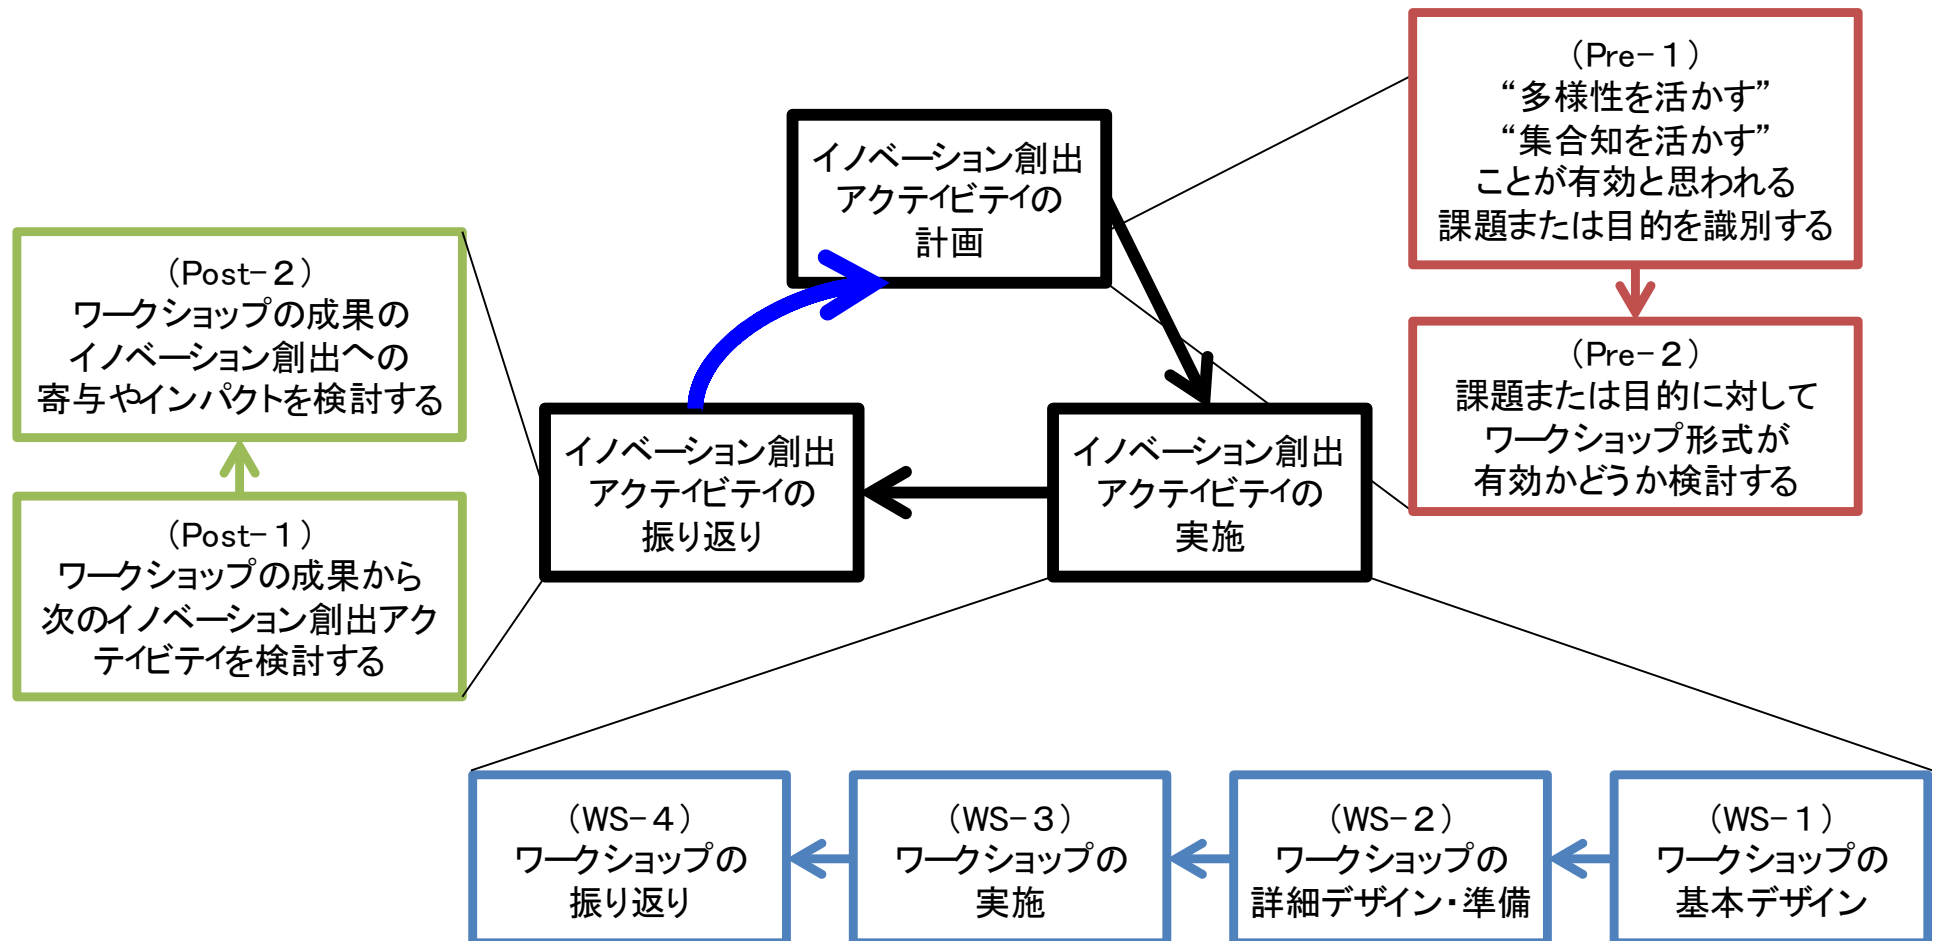 (Pre-1)
“多様性を活かす”
“集合知を活かす”
ことが有効と思われる
課題または目的を識別する
イノベーション創出
アクティビティの
計画
(Post-2)
ワークショップの成果の
イノベーション創出への
寄与やインパクトを検討する
(Pre-2)
課題または目的に対して
ワークショップ形式が
有効かどうか検討する
イノベーション創出
アクティビティの
振り返り
イノベーション創出
アクティビティの
実施
(Post-1)
ワークショップの成果から
次のイノベーション創出アク
ティビティを検討する
(WS-4)
ワークショップの
振り返り
(WS-3)
ワークショップの
実施
(WS-2)
ワークショップの
詳細デザイン・準備
(WS-1)
ワークショップの
基本デザイン